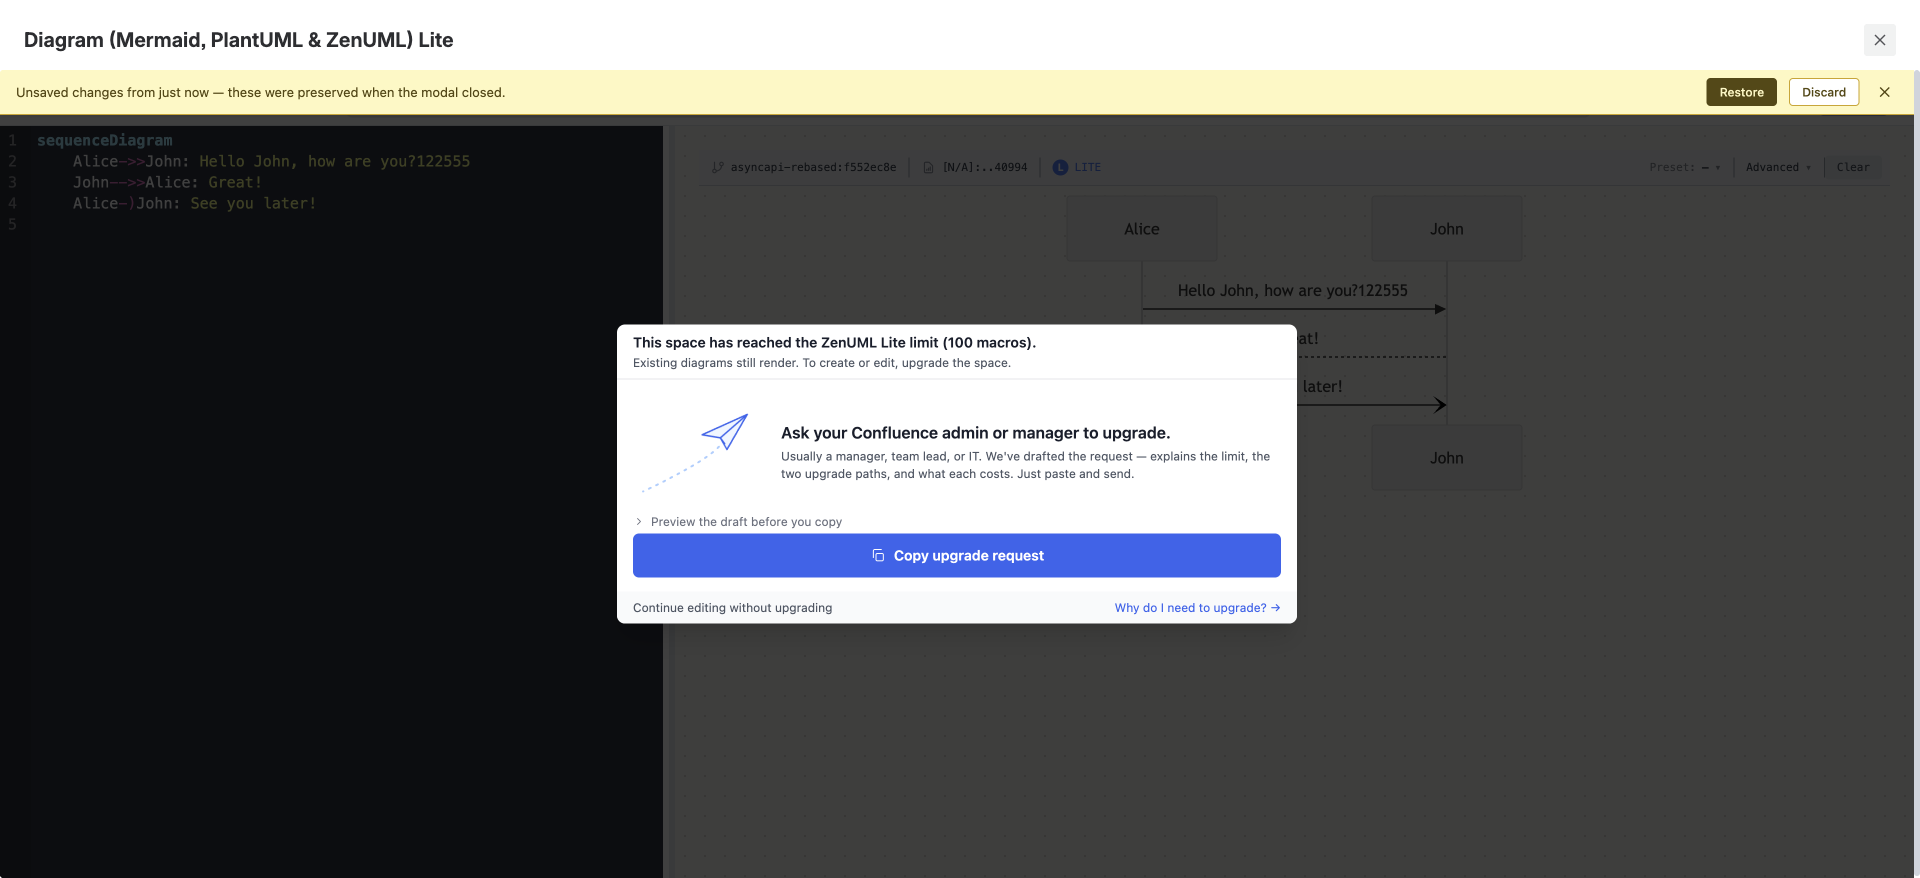 Diagram (Mermaid, PlantUML & ZenUML) Lite
Unsaved changes from just now — these were preserved when the modal closed.
Restore
Discard
1 sequenceDiagram
2 Alice->>John: Hello John, how are you?122555
3 John-->>Alice: Great!
4 Alice-)John: See you later!
5
asyncapi-rebased:f552ec8e
[N/A]:..40994
L LITE
Preset: —
Advanced
Clear
Alice
John
Hello John, how are you?122555
at!
later!
John
This space has reached the ZenUML Lite limit (100 macros).
Existing diagrams still render. To create or edit, upgrade the space.
Ask your Confluence admin or manager to upgrade.
Usually a manager, team lead, or IT. We've drafted the request — explains the limit, the
two upgrade paths, and what each costs. Just paste and send.
Preview the draft before you copy
Copy upgrade request
Continue editing without upgrading
Why do I need to upgrade? →